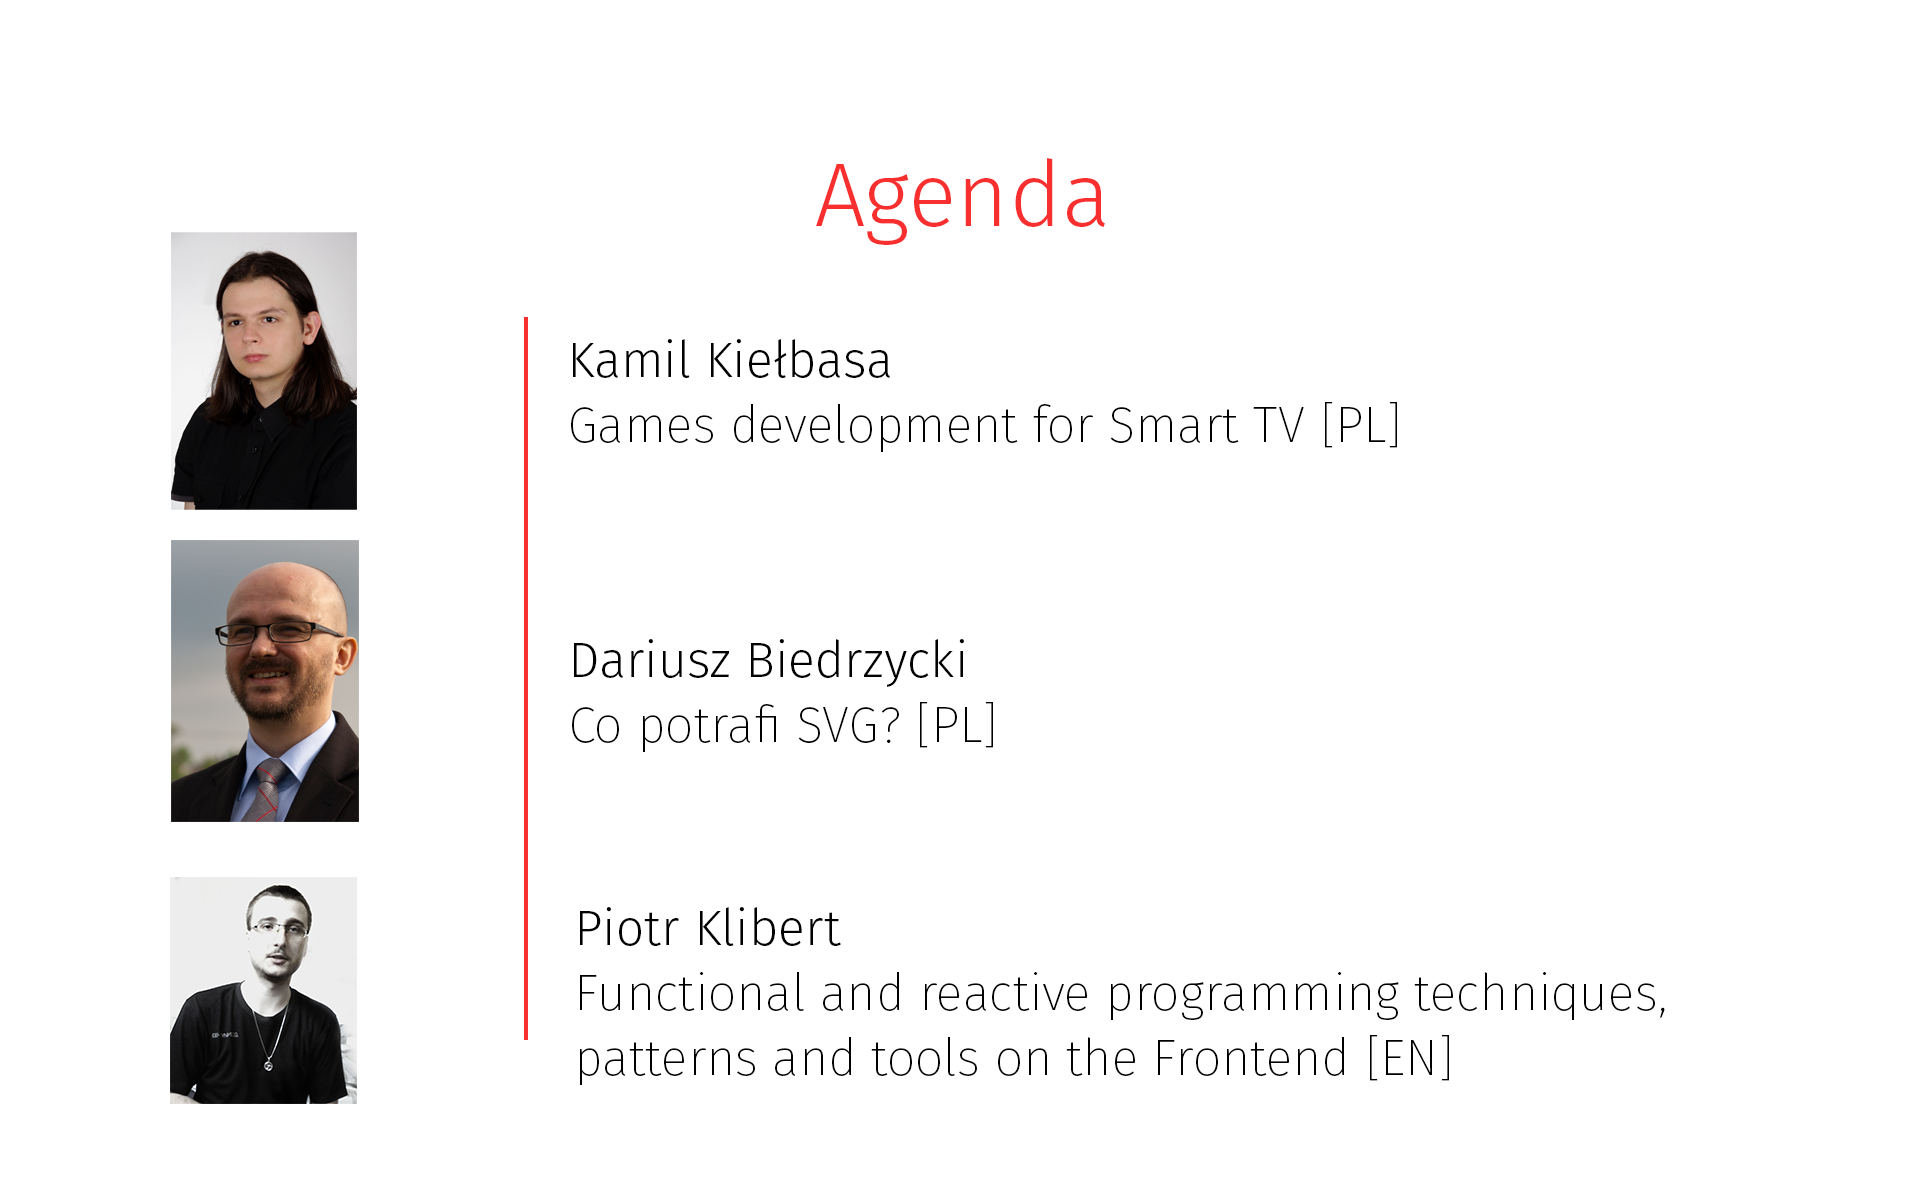 Agenda
Kamil Kiełbasa
Games development for Smart TV [PL]
Dariusz Biedrzycki
Co potrafi SVG? [PL]
Piotr Klibert
Functional and reactive programming techniques,
patterns and tools on the Frontend [EN]